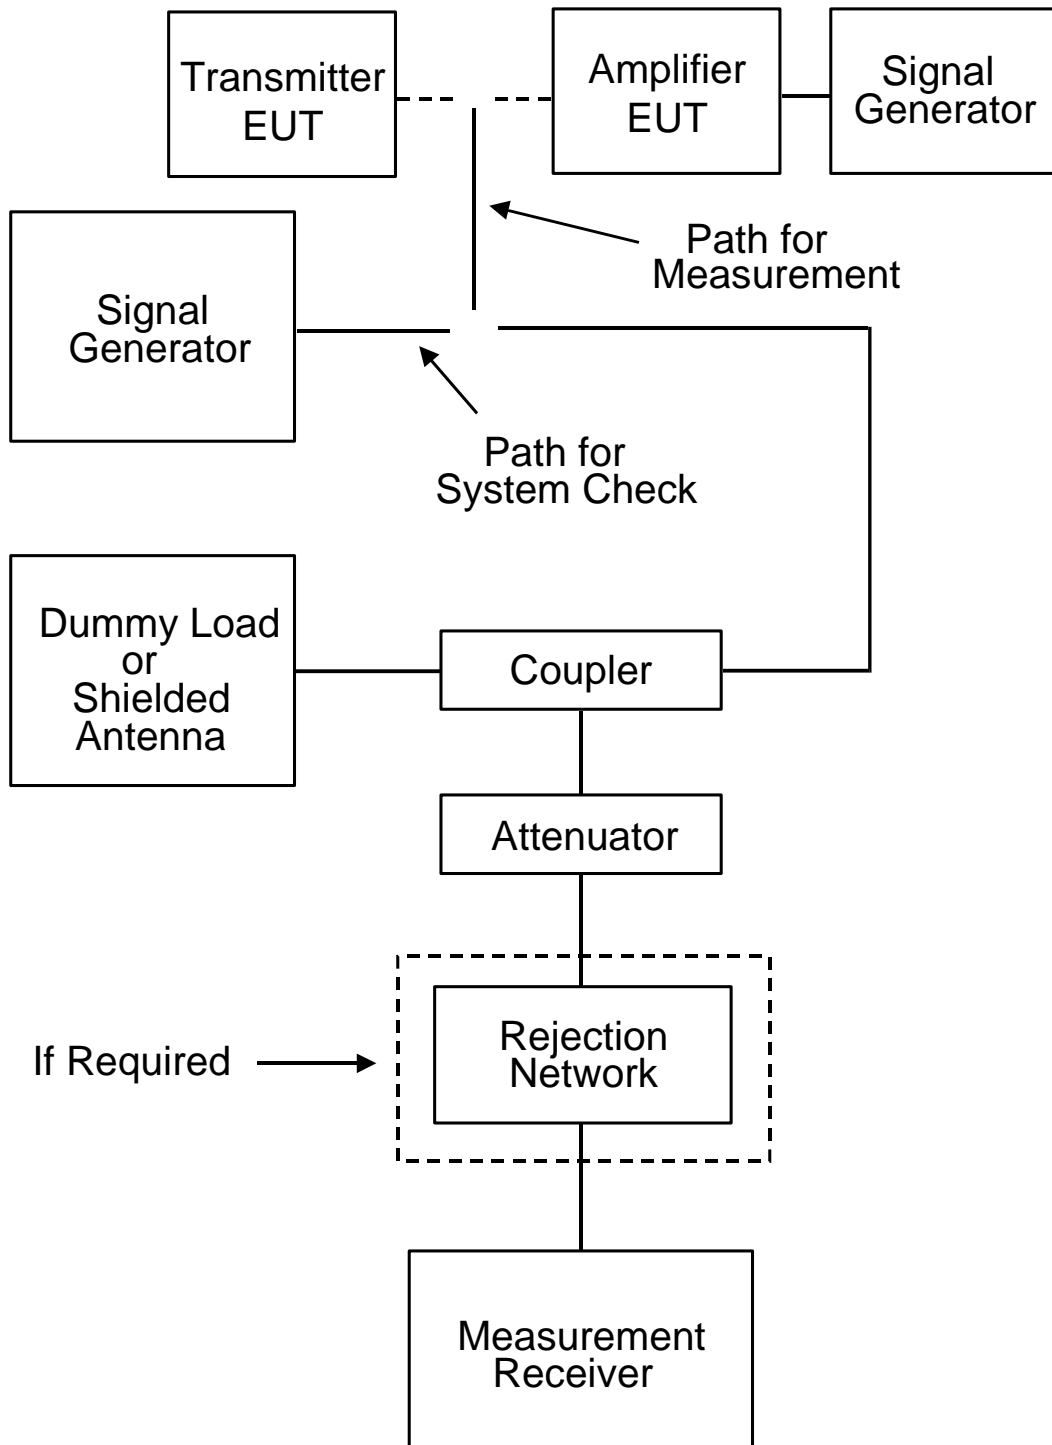 Transmitter
EUT
Amplifier
EUT
Signal
Generator
Path for
Measurement
Signal
Generator
Path for
System Check
Dummy Load
or
Shielded
Antenna
Coupler
Attenuator
If Required
Rejection
Network
Measurement
Receiver